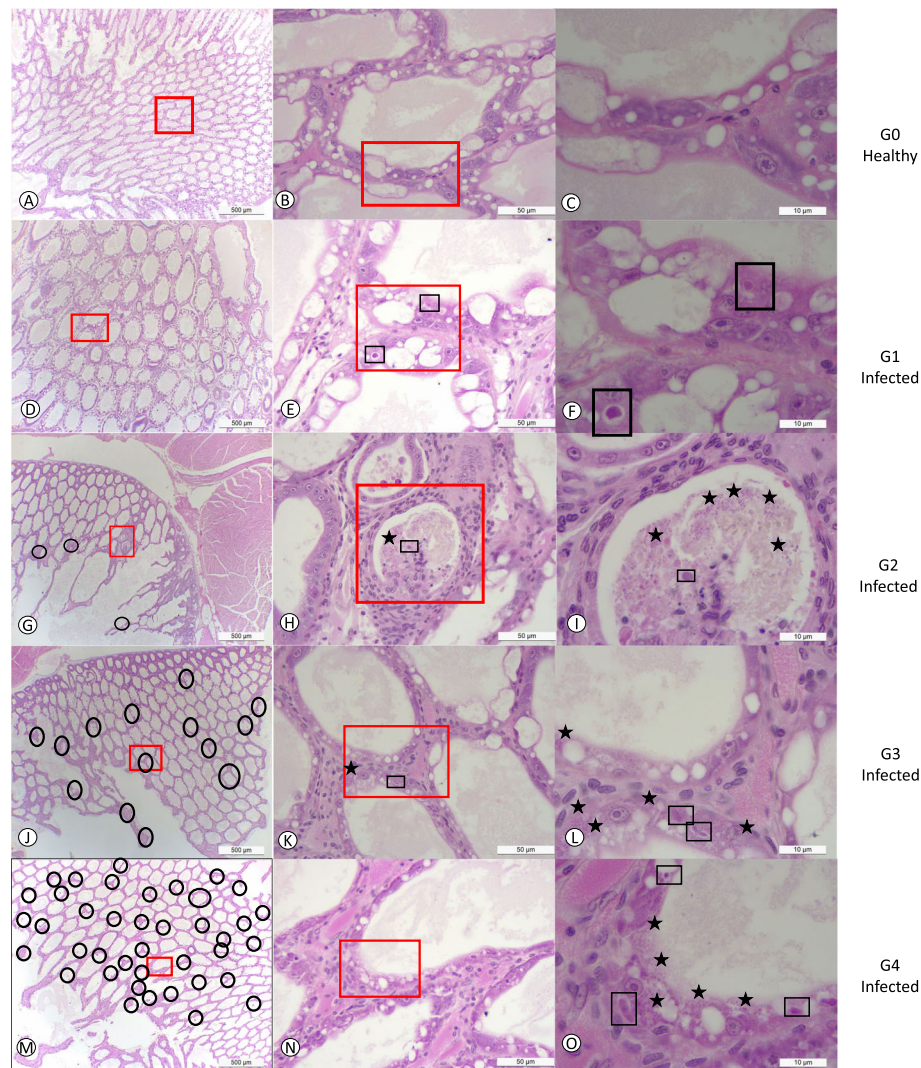 A
500 µm
B
50 µm
C
10 µm
G0
Healthy
D
500 µm
E
50 µm
F
10 µm
G1
Infected
G
500 µm
H
50 µm
I
10 µm
G2
Infected
J
500 µm
K
50 µm
L
10 µm
G3
Infected
M
500 µm
N
50 µm
O
10 µm
G4
Infected